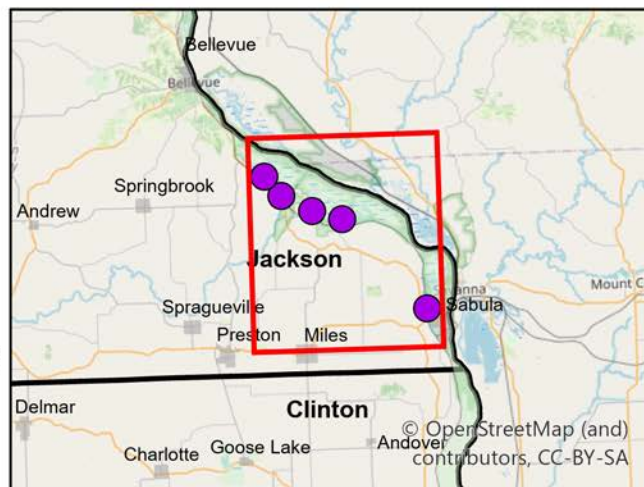 Bellevue
Bellevue
Springbrook
Andrew
Jackson
Mount C
Savanna
Sabula
Spragueville
Preston
Miles
Delmar
Clinton
© OpenStreetMap (and)
contributors, CC-BY-SA
Andover
Goose Lake
Charlotte